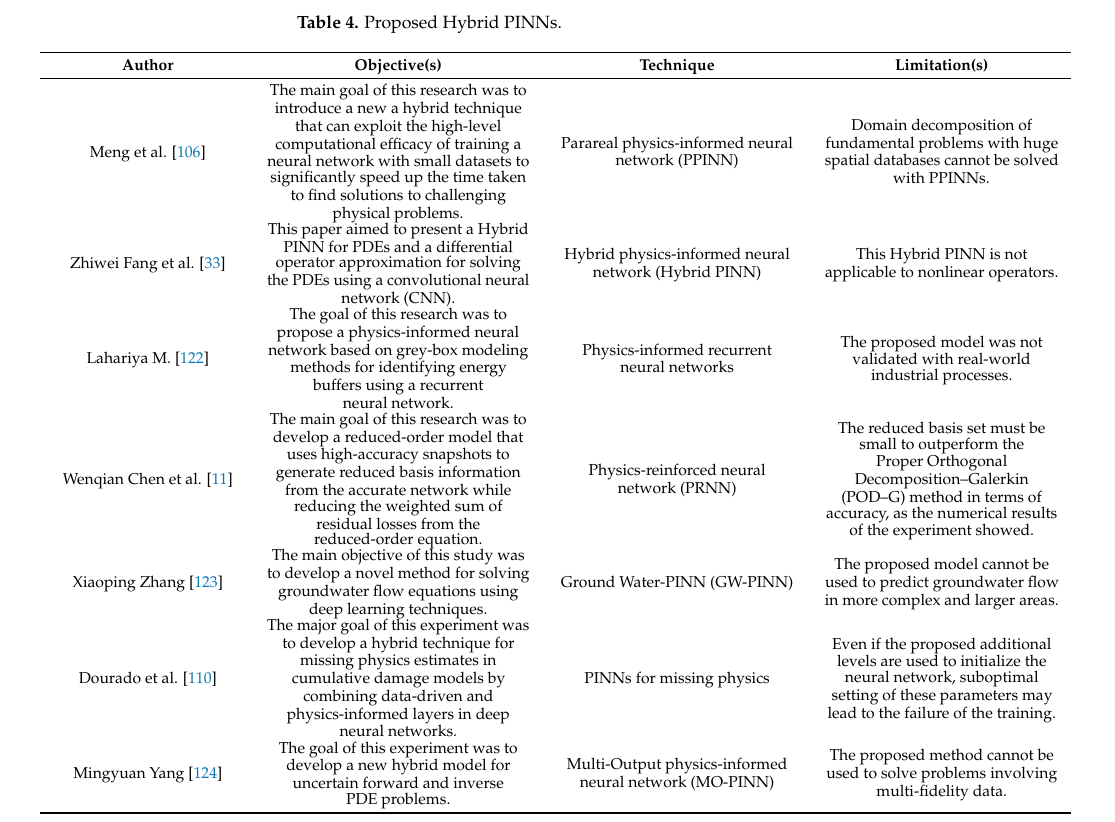 Table 4. Proposed Hybrid PINNs.
Author Objective(s) Technique Limitation(s)
Meng et al. [106]
The main goal of this research was to
introduce a new a hybrid technique
that can exploit the high-level
computational efficacy of training a
neural network with small datasets to
significantly speed up the time taken
to find solutions to challenging
physical problems.
Parareal physics-informed neural
network (PPINN)
Domain decomposition of
fundamental problems with huge
spatial databases cannot be solved
with PPINNs.
Zhiwei Fang et al. [33]
This paper aimed to present a Hybrid
PINN for PDEs and a differential
operator approximation for solving
the PDEs using a convolutional neural
network (CNN).
Hybrid physics-informed neural
network (Hybrid PINN)
This Hybrid PINN is not
applicable to nonlinear operators.
Lahariya M. [122]
The goal of this research was to
propose a physics-informed neural
network based on grey-box modeling
methods for identifying energy
buffers using a recurrent
neural network.
Physics-informed recurrent
neural networks
The proposed model was not
validated with real-world
industrial processes.
Wenqian Chen et al. [11]
The main goal of this research was to
develop a reduced-order model that
uses high-accuracy snapshots to
generate reduced basis information
from the accurate network while
reducing the weighted sum of
residual losses from the
reduced-order equation.
Physics-reinforced neural
network (PRNN)
The reduced basis set must be
small to outperform the
Proper Orthogonal
Decomposition–Galerkin
(POD–G) method in terms of
accuracy, as the numerical results
of the experiment showed.
Xiaoping Zhang [123]
The main objective of this study was
to develop a novel method for solving
groundwater flow equations using
deep learning techniques.
Ground Water-PINN (GW-PINN)
The proposed model cannot be
used to predict groundwater flow
in more complex and larger areas.
Dourado et al. [110]
The major goal of this experiment was
to develop a hybrid technique for
missing physics estimates in
cumulative damage models by
combining data-driven and
physics-informed layers in deep
neural networks.
PINNs for missing physics
Even if the proposed additional
levels are used to initialize the
neural network, suboptimal
setting of these parameters may
lead to the failure of the training.
Mingyuan Yang [124]
The goal of this experiment was to
develop a new hybrid model for
uncertain forward and inverse
PDE problems.
Multi-Output physics-informed
neural network (MO-PINN)
The proposed method cannot be
used to solve problems involving
multi-fidelity data.